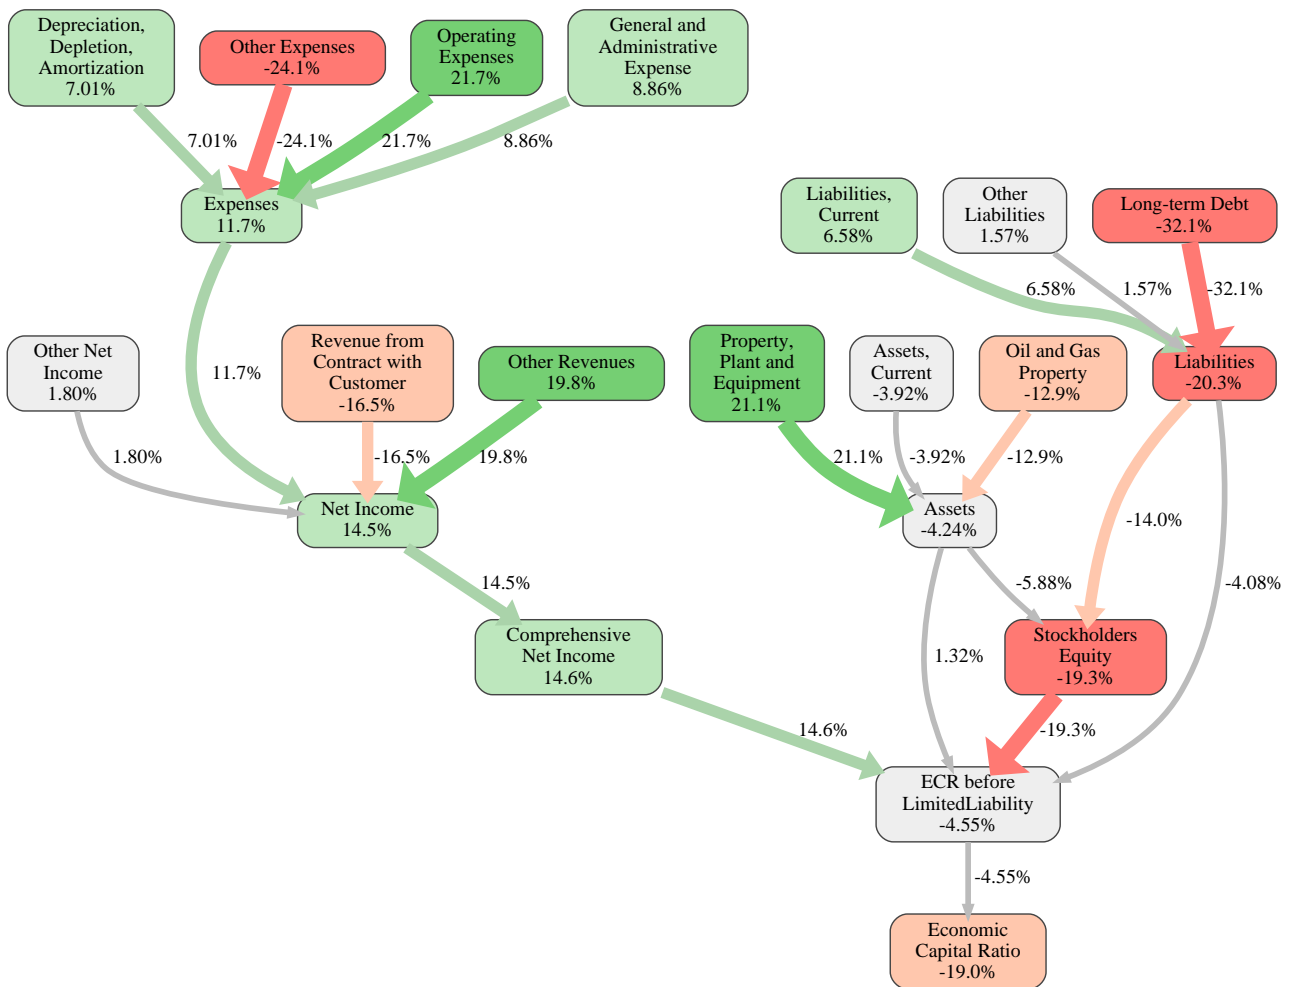 Depreciation,
Depletion,
Amortization
7.01%
Other Expenses
-24.1%
Operating
Expenses
21.7%
General and
Administrative
Expense
8.86%
7.01%
-24.1%
21.7%
8.86%
Expenses
11.7%
Liabilities,
Current
6.58%
Other
Liabilities
1.57%
Long-term Debt
-32.1%
6.58%
1.57%
-32.1%
Other Net
Income
1.80%
11.7%
Revenue from
Contract with
Customer
-16.5%
Other Revenues
19.8%
Property,
Plant and
Equipment
21.1%
Assets,
Current
-3.92%
Oil and Gas
Property
-12.9%
Liabilities
-20.3%
1.80%
-16.5%
19.8%
21.1%
-3.92%
-12.9%
Net Income
14.5%
Assets
-4.24%
-14.0%
14.5%
-5.88%
-4.08%
Comprehensive
Net Income
14.6%
1.32%
Stockholders
Equity
-19.3%
14.6%
-19.3%
ECR before
LimitedLiability
-4.55%
-4.55%
Economic
Capital Ratio
-19.0%